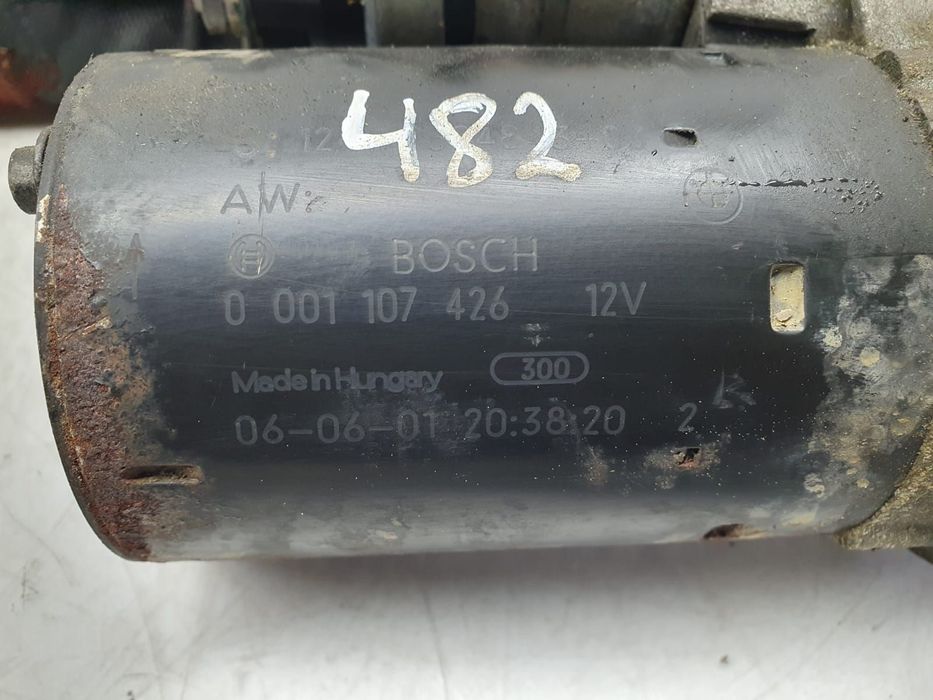 482
AW:
BOSCH
0 001 107 426 12V
Made in Hungary 300
06-06-01 20:38:20 2